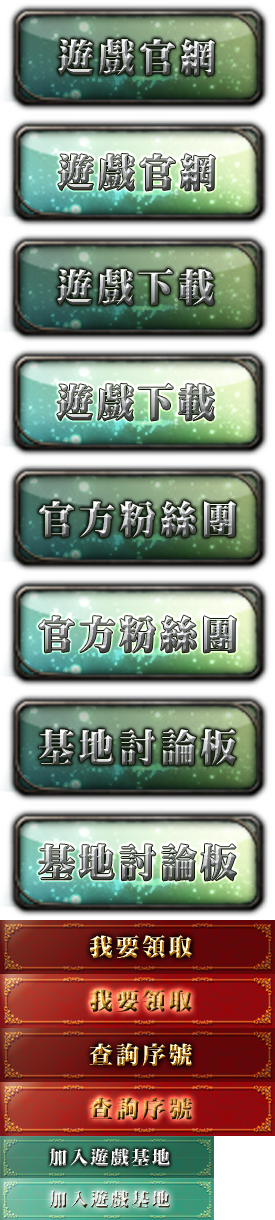 遊戲官網
遊戲官網
遊戲下載
遊戲下載
官方粉絲團
官方粉絲團
基地討論板
基地討論板
我要領取
我要領取
查詢序號
查詢序號
加入遊戲基地
加入遊戲基地